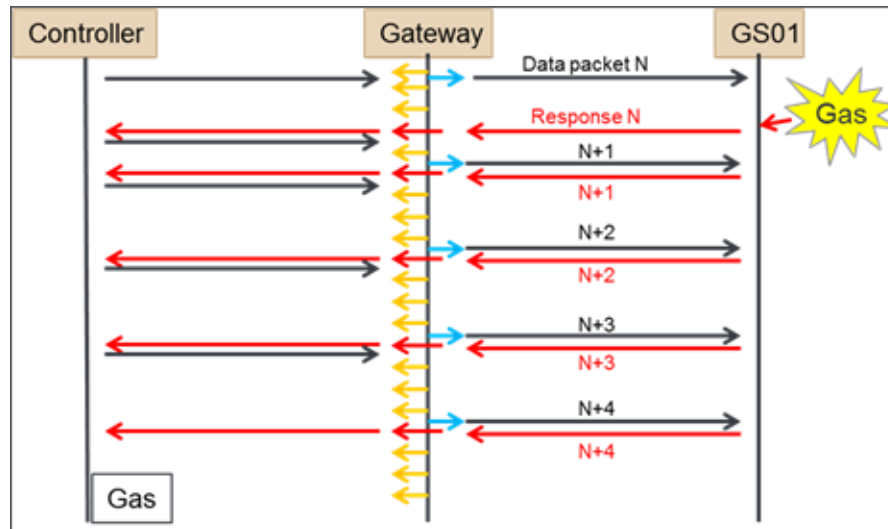 Controller
Gateway
GS01
Data packet N
Gas
Response N
N+1
N+1
N+2
N+2
N+3
N+3
N+4
N+4
Gas